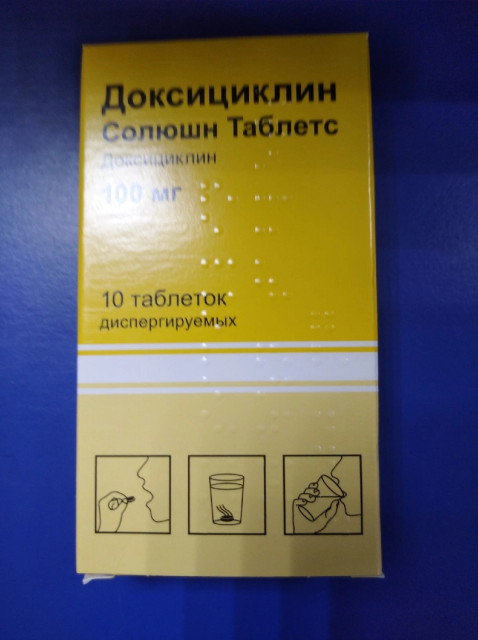 Доксициклин
Солюшн Таблетс
Доксициклин
100 мг
10 таблеток
диспергируемых